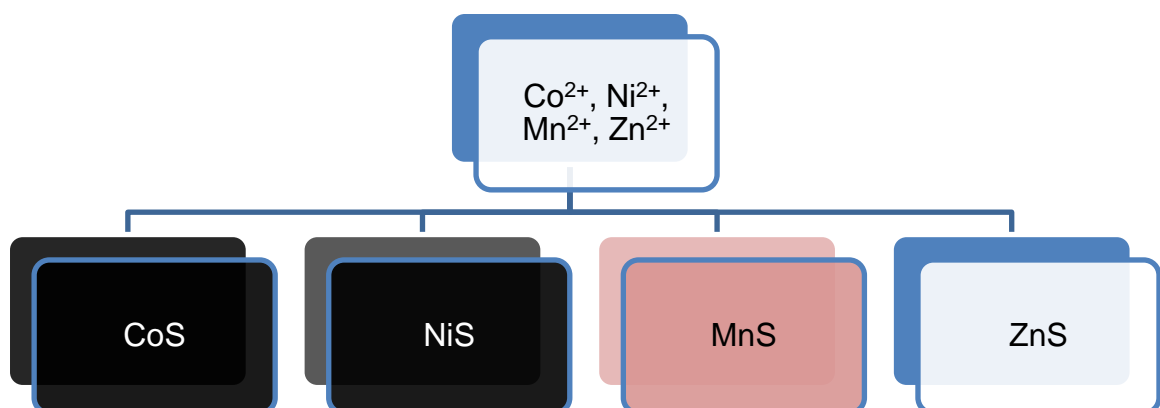 Co²⁺, Ni²⁺,
Mn²⁺, Zn²⁺
CoS
NiS
MnS
ZnS